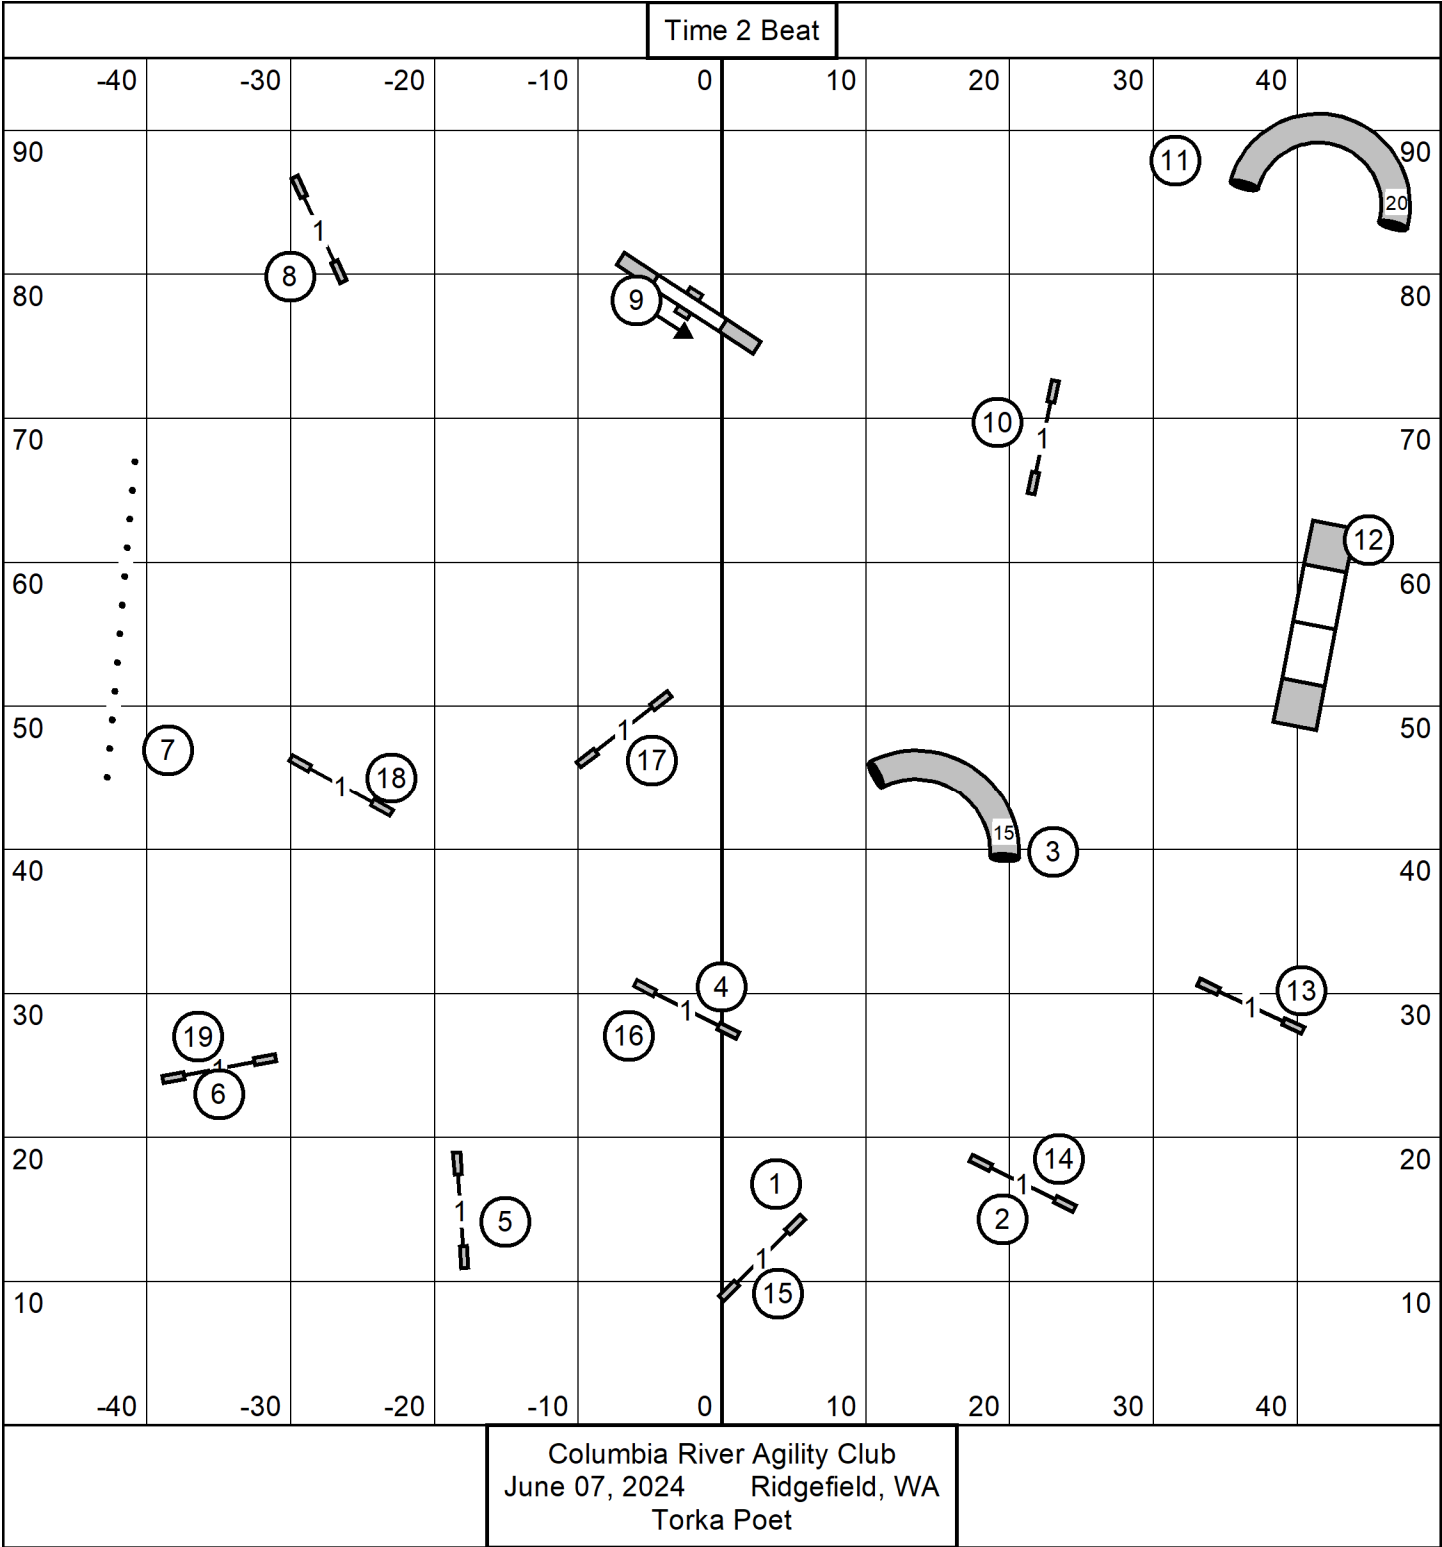 Time 2 Beat
-40 -30 -20 -10 0 10 20 30 40
90 11 90
1 20
8 80 9 80
70 10 1 70
12
60 60
50 7 1 18 1 17 50
15
40 3 40
4
30 16 1 1 13 30
19 1
6
20 1 14 20
1 5 2 1
10 1 15 10
-40 -30 -20 -10 0 10 20 30 40
Columbia River Agility Club
June 07, 2024 Ridgefield, WA
Torka Poet